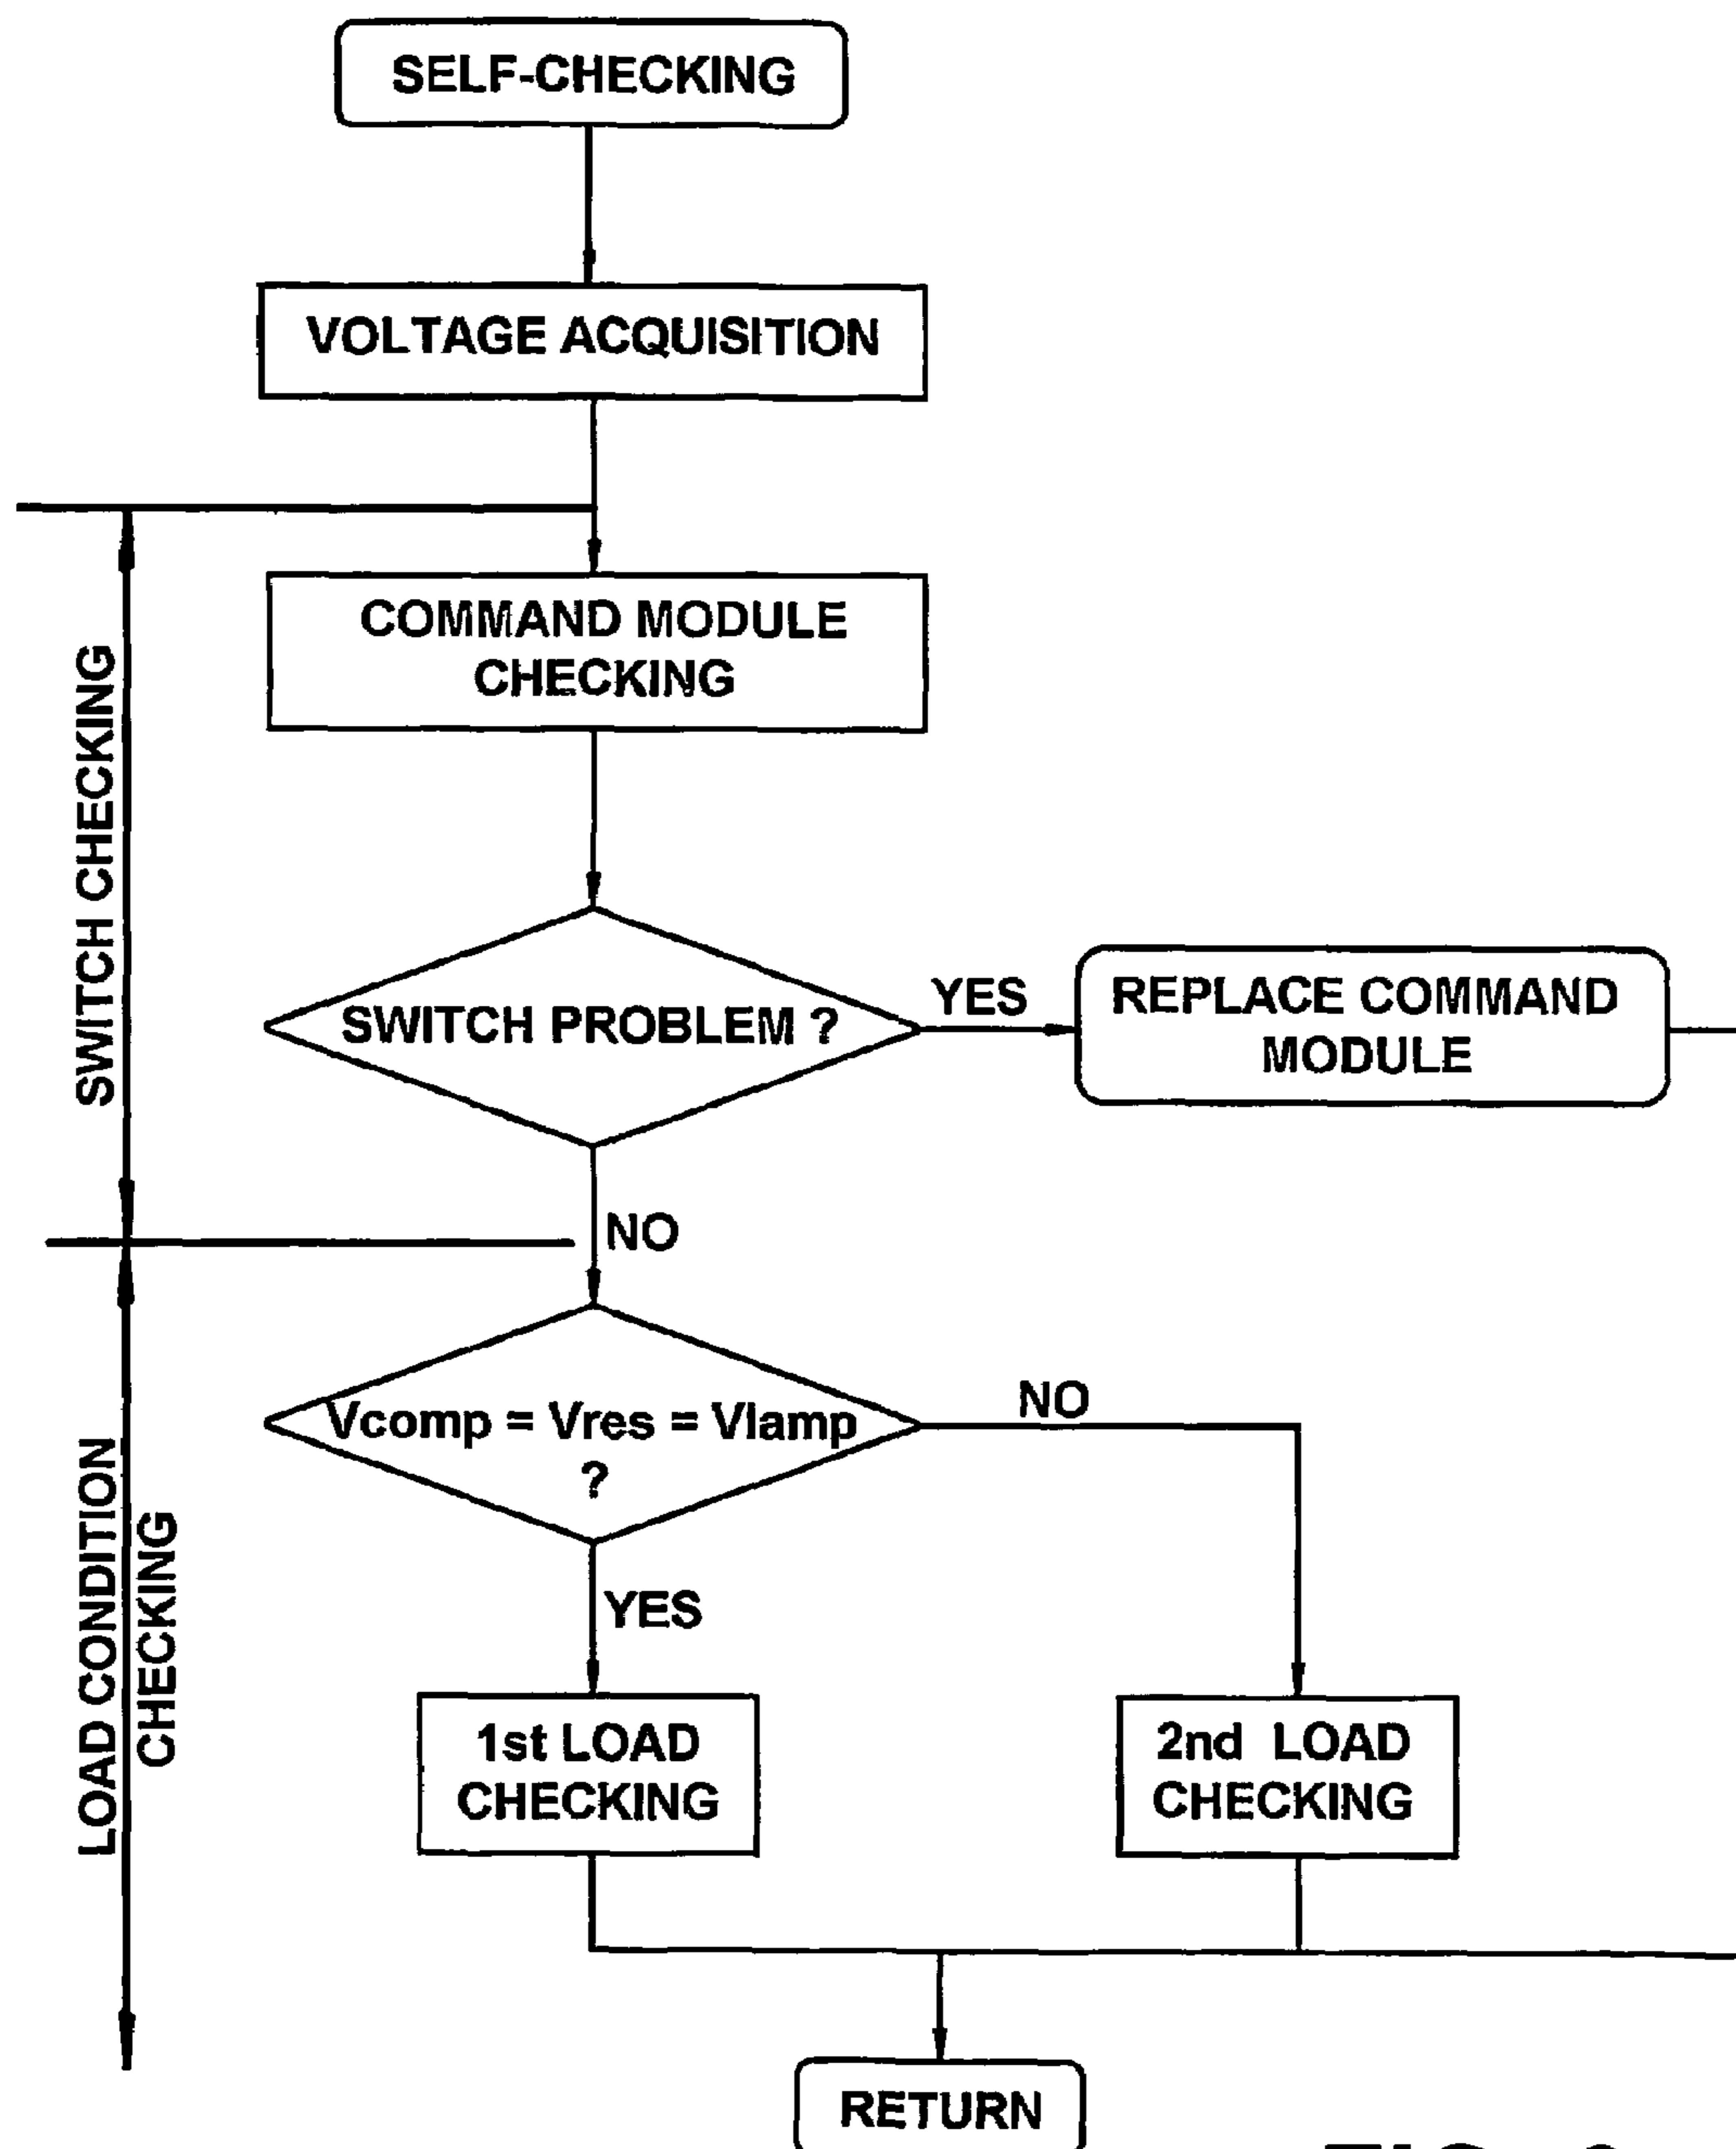 SELF-CHECKING
VOLTAGE ACQUISITION
COMMAND MODULE
CHECKING
SWITCH CHECKING
SWITCH PROBLEM ?
YES
REPLACE COMMAND
MODULE
NO
Vcomp = Vres = Vlamp
?
NO
YES
LOAD CONDITION
CHECKING
1st LOAD
CHECKING
2nd LOAD
CHECKING
RETURN